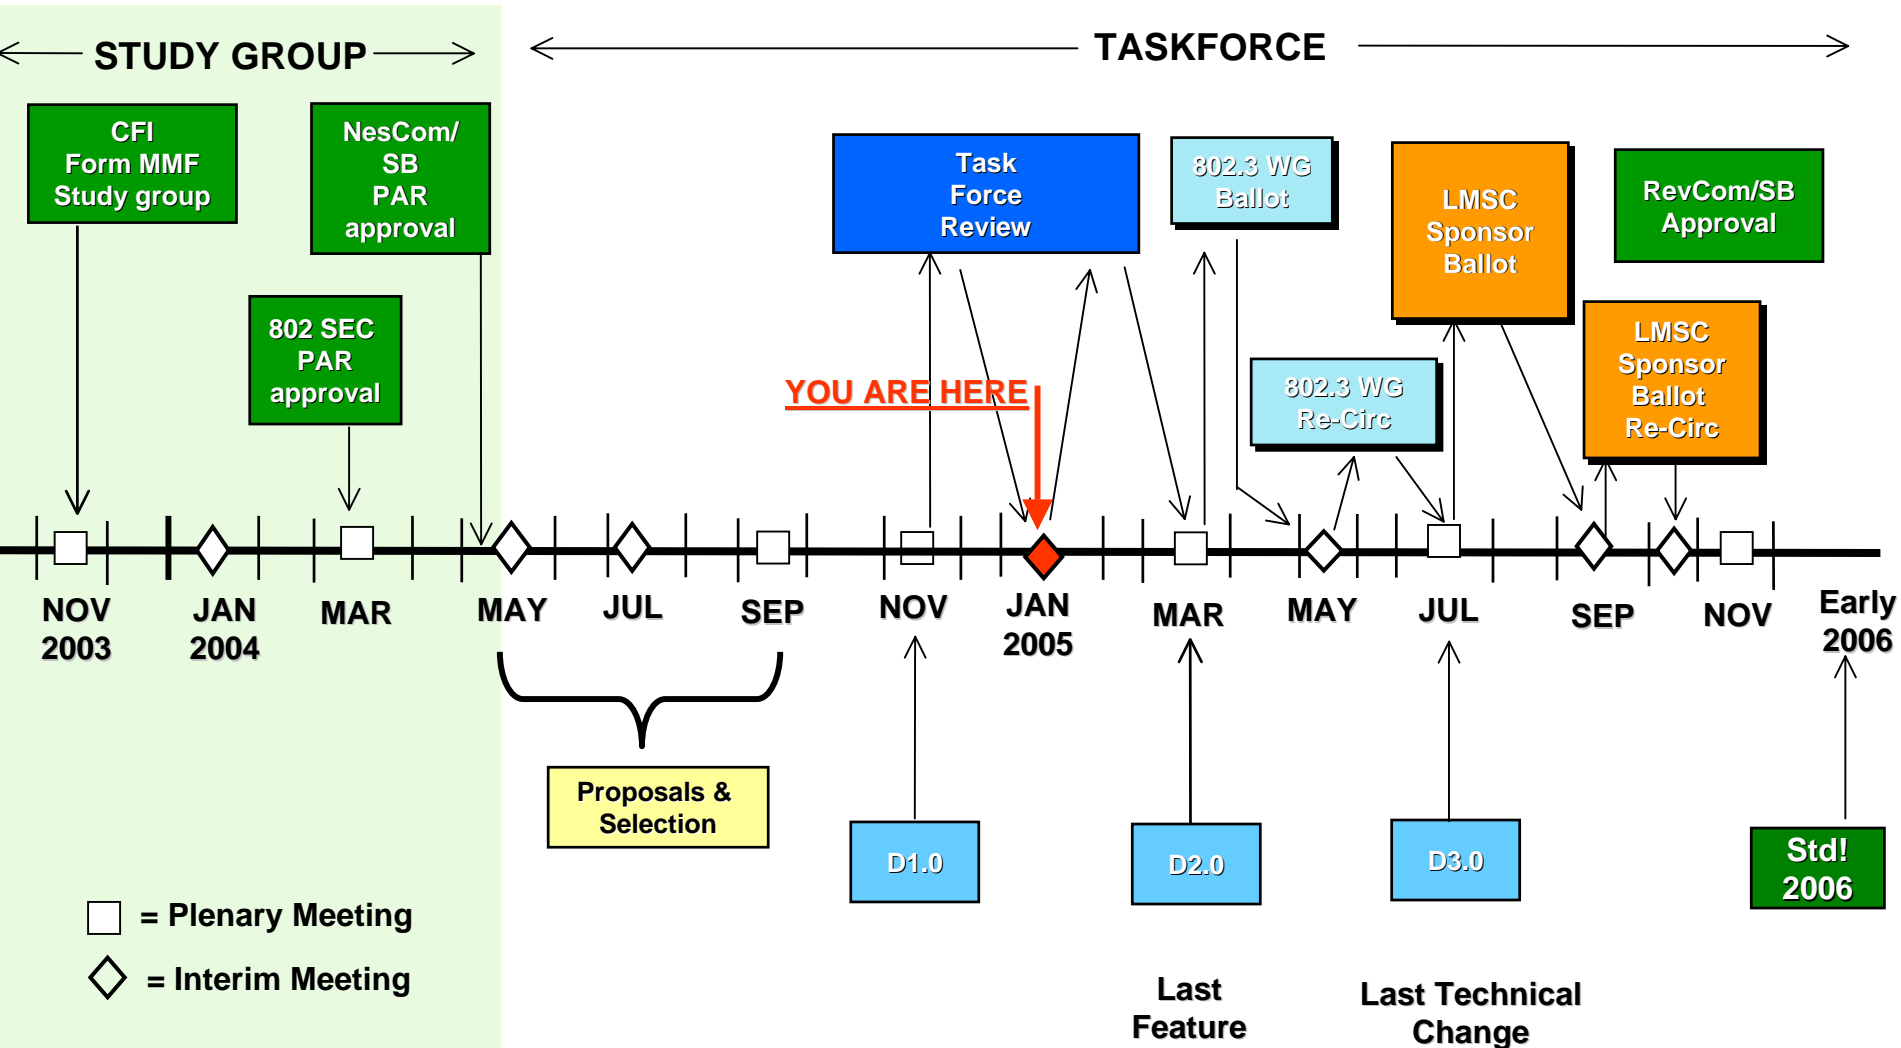 STUDY GROUP
TASKFORCE
CFI
Form MMF
Study group
NesCom/
SB
PAR
approval
802 SEC
PAR
approval
Task
Force
Review
802.3 WG
Ballot
LMSC
Sponsor
Ballot
RevCom/SB
Approval
802.3 WG
Re-Circ
LMSC
Sponsor
Ballot
Re-Circ
YOU ARE HERE
NOV
2003
JAN
2004
MAR
MAY
JUL
SEP
NOV
JAN
2005
MAR
MAY
JUL
SEP
NOV
Early
2006
Proposals &
Selection
D1.0
D2.0
D3.0
Std!
2006
= Plenary Meeting
= Interim Meeting
Last
Feature
Last Technical
Change